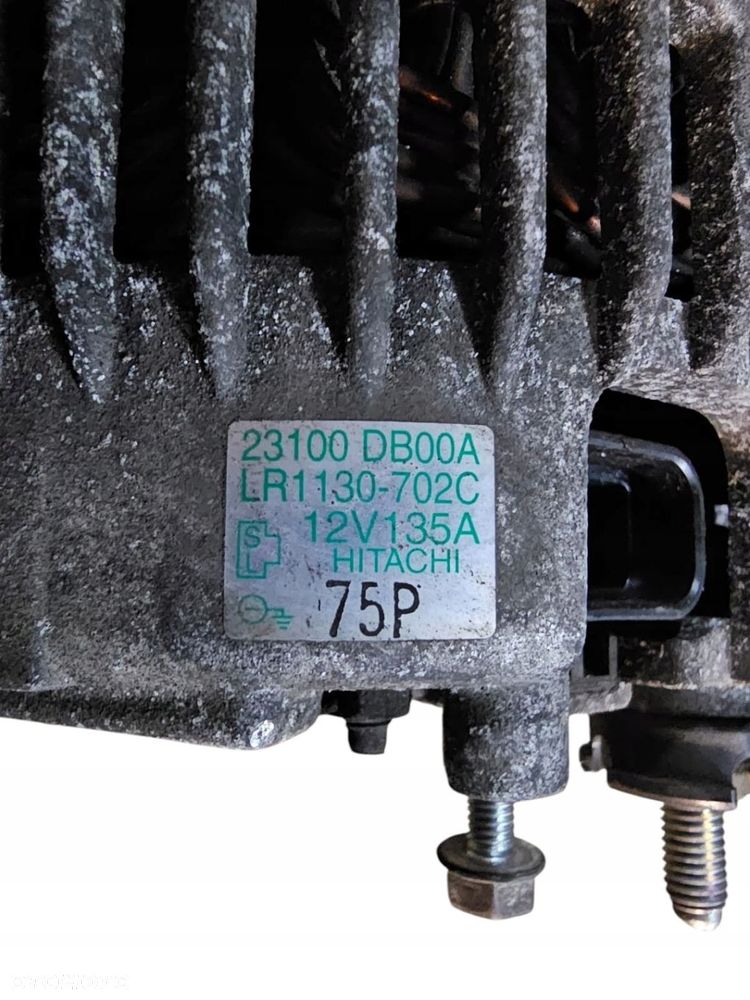 23100 DB00A
LR1130-702C
S 12V135A
L HITACHI
75P